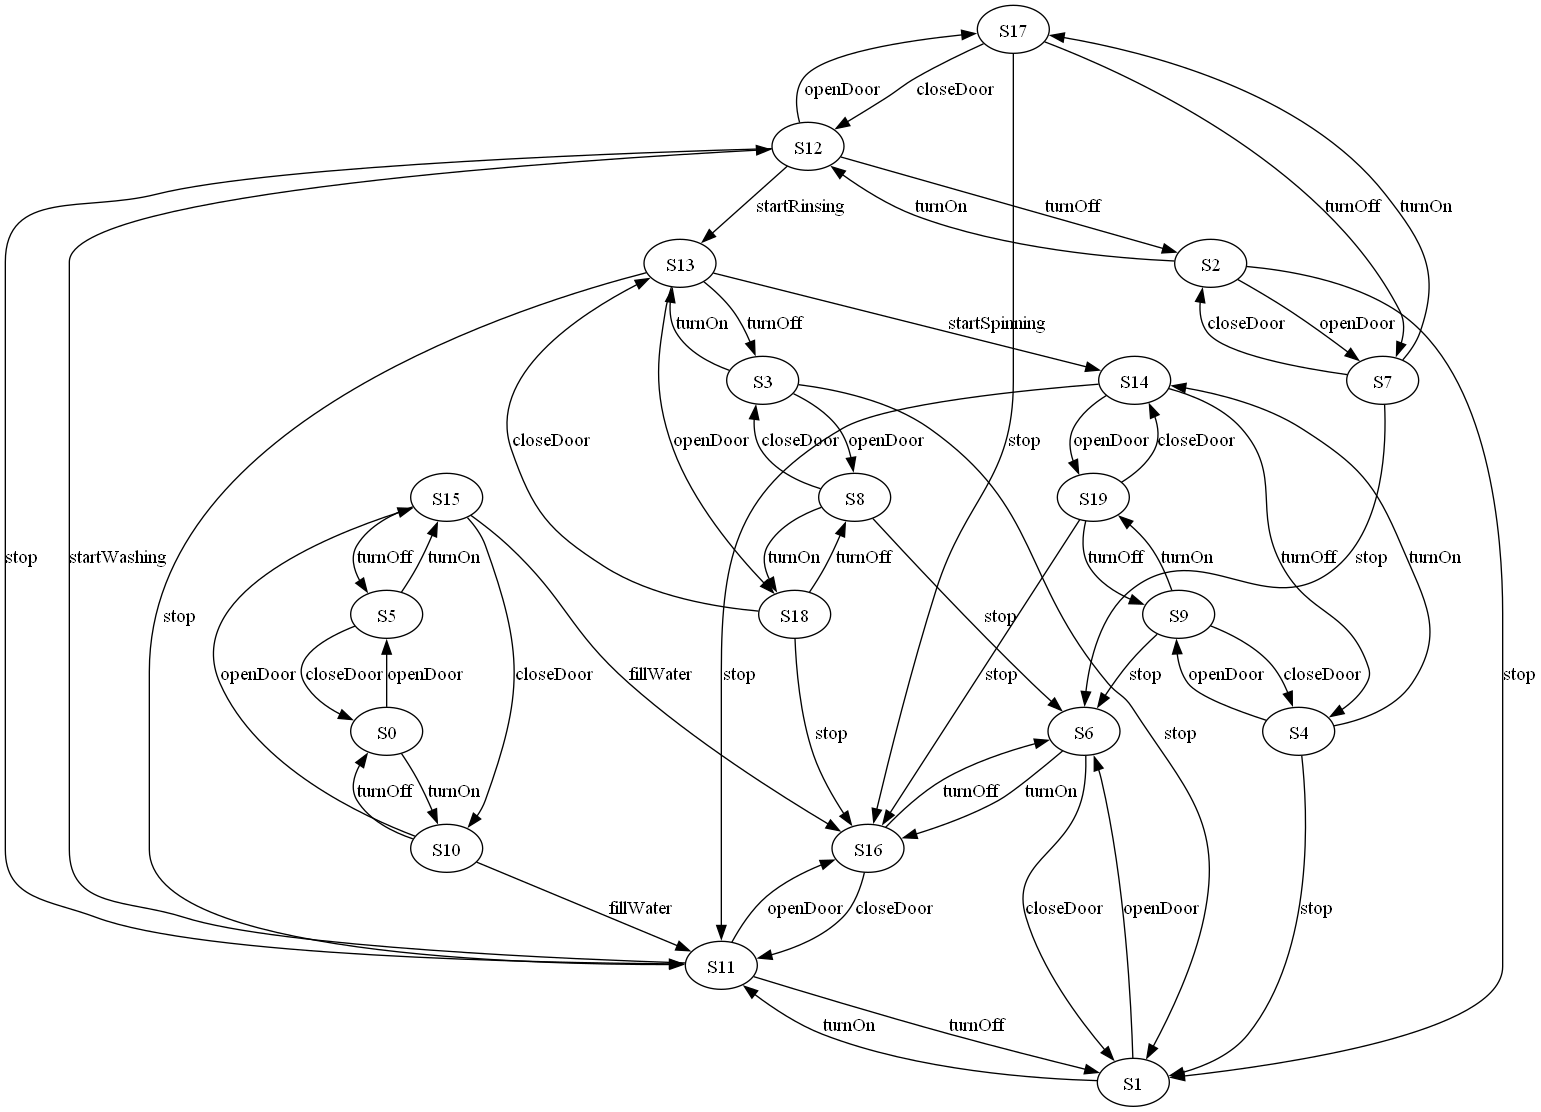 S17
openDoor
closeDoor
S12
startRinsing
turnOn
turnOff
turnOff
turnOn
S13
S2
turnOn
turnOff
startSpinning
closeDoor
openDoor
S3
S14
S7
closeDoor
openDoor
closeDoor
openDoor
stop
openDoor
closeDoor
S15
S8
S19
stop
startWashing
turnOff
turnOn
turnOn
turnOff
turnOff
turnOn
turnOff
turnOn
stop
stop
S5
S18
S9
stop
openDoor
closeDoor
openDoor
closeDoor
fillWater
stop
stop
stop
stop
openDoor
closeDoor
stop
S0
S6
S4
stop
stop
turnOff
turnOn
turnOff
turnOn
S10
S16
fillWater
openDoor
closeDoor
closeDoor
openDoor
stop
S11
turnOn
turnOff
S1